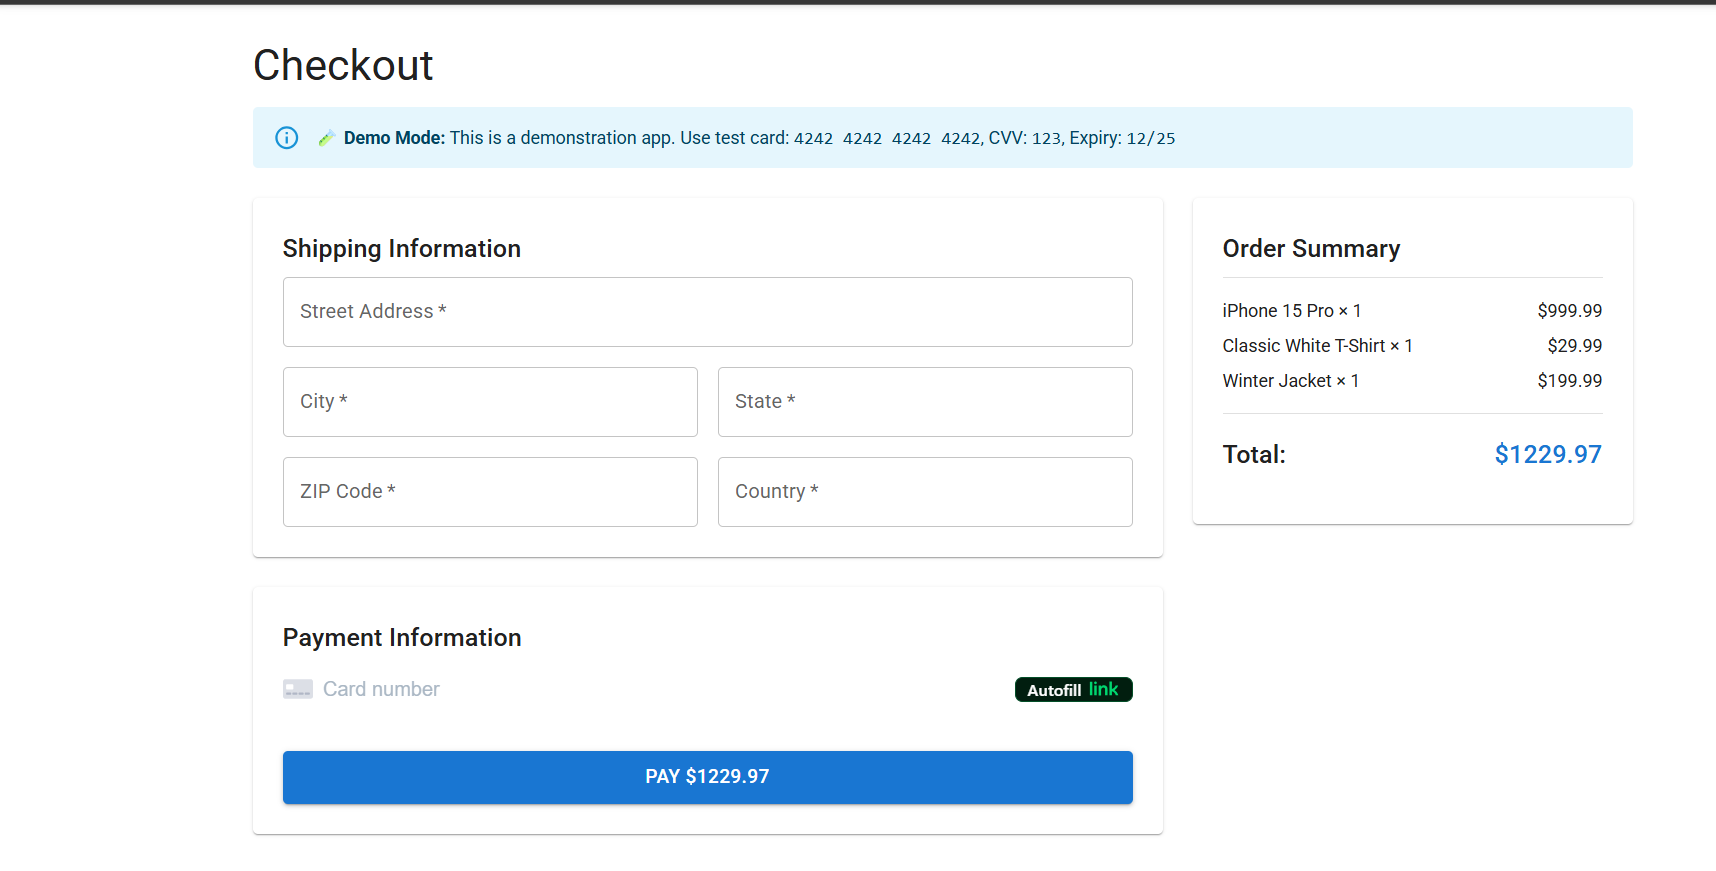 Checkout
Demo Mode: This is a demonstration app. Use test card: 4242 4242 4242 4242, CVV: 123, Expiry: 12/25
Shipping Information
Street Address *
City *
State *
ZIP Code *
Country *
Payment Information
Card number
Autofill link
PAY $1229.97
Order Summary
iPhone 15 Pro × 1 $999.99
Classic White T-Shirt × 1 $29.99
Winter Jacket × 1 $199.99
Total: $1229.97